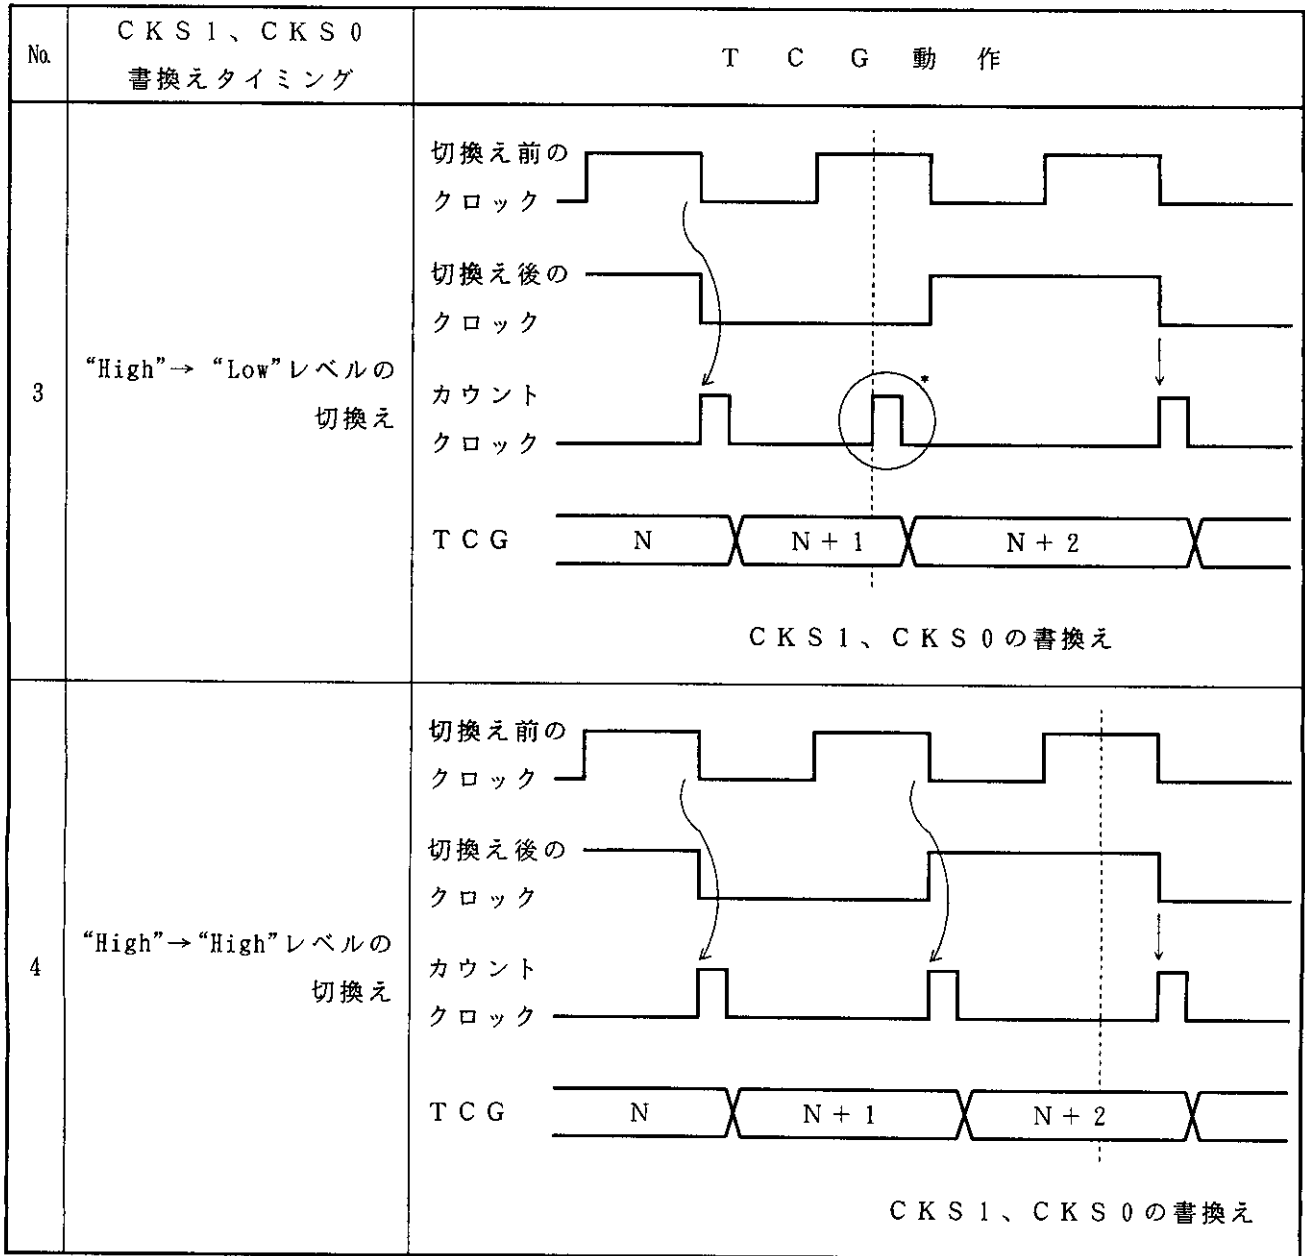 No.
CKS1、CKS0
書換えタイミング
TCG動作
3
“High”→“Low”レベルの
切換え
切換え前の
クロック
切換え後の
クロック
カウント
クロック
*
TCG
N
N+1
N+2
CKS1、CKS0の書換え
4
“High”→“High”レベルの
切換え
切換え前の
クロック
切換え後の
クロック
カウント
クロック
TCG
N
N+1
N+2
CKS1、CKS0の書換え